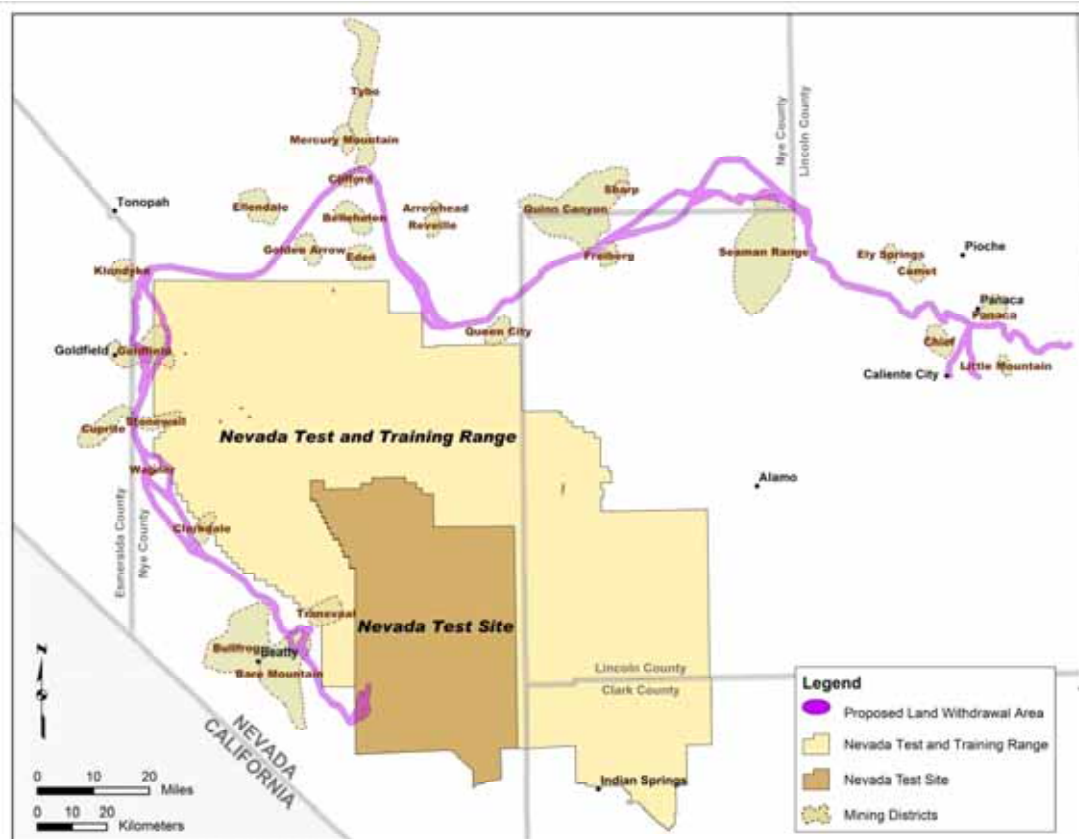 Tybo
Mercury Mountain
Nye County
Lincoln County
Clifford
Sharp
Tonopah
Ellendale
Arrowhead
Quinn Canyon
Bellehelen
Reveille
Golden Arrow
Eden
Freiberg
Seaman Range
Ely Springs
Pioche
Klondyke
Comet
Panaca
Panaca
Queen City
Goldfield
Goldfield
Chief
Little Mountain
Caliente City
Cuprite
Stonewall
Nevada Test and Training Range
Wagner
Alamo
Esmeralda County
Nye County
Clarkdale
Transvaal
Nevada Test Site
Bullfrog
Beatty
Bare Mountain
Lincoln County
Clark County
NEVADA
CALIFORNIA
Indian Springs
N
0 10 20
Miles
0 10 20
Kilometers
Legend
Proposed Land Withdrawal Area
Nevada Test and Training Range
Nevada Test Site
Mining Districts